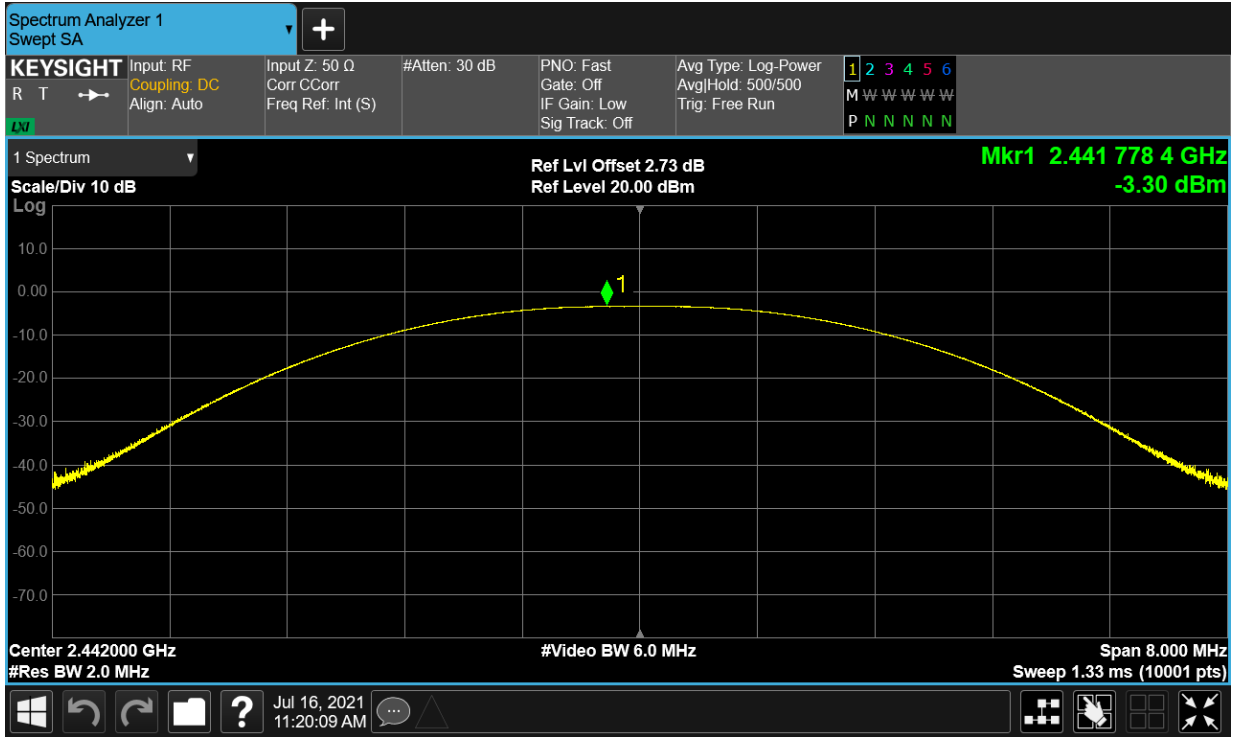 Spectrum Analyzer 1
Swept SA
KEYSIGHT
R T
LXI
Input: RF
Coupling: DC
Align: Auto
Input Z: 50 Ω
Corr CCorr
Freq Ref: Int (S)
#Atten: 30 dB
PNO: Fast
Gate: Off
IF Gain: Low
Sig Track: Off
Avg Type: Log-Power
Avg|Hold: 500/500
Trig: Free Run
1 2 3 4 5 6
M W W W W W
P N N N N N
1 Spectrum
Scale/Div 10 dB
Log
Ref Lvl Offset 2.73 dB
Ref Level 20.00 dBm
Mkr1 2.441 778 4 GHz
-3.30 dBm
10.0
0.00
1
-10.0
-20.0
-30.0
-40.0
-50.0
-60.0
-70.0
Center 2.442000 GHz
#Video BW 6.0 MHz
Span 8.000 MHz
#Res BW 2.0 MHz
Sweep 1.33 ms (10001 pts)
?
Jul 16, 2021
11:20:09 AM